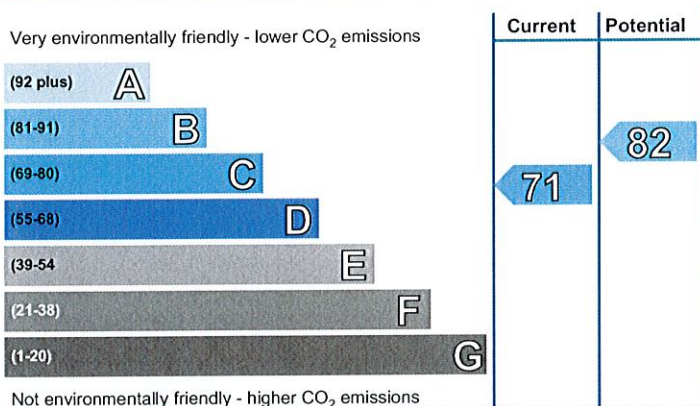 Current Potential
Very environmentally friendly - lower CO₂ emissions
(92 plus) A
(81-91) B
82
(69-80) C
71
(55-68) D
(39-54 E
(21-38) F
(1-20) G
Not environmentally friendly - higher CO₂ emissions